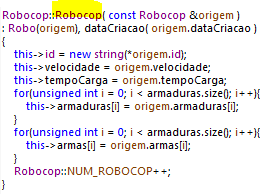 Robocop::Robocop( const Robocop &origem )
: Robo(origem), dataCriacao( origem.dataCriacao )
{
this->id = new string(*origem.id);
this->velocidade = origem.velocidade;
this->tempoCarga = origem.tempoCarga;
for(unsigned int i = 0; i < armaduras.size(); i++){
this->armaduras[i] = origem.armaduras[i];
}
for(unsigned int i = 0; i < armaduras.size(); i++){
this->armas[i] = origem.armas[i];
}
Robocop::NUM_ROBOCOP++;
}